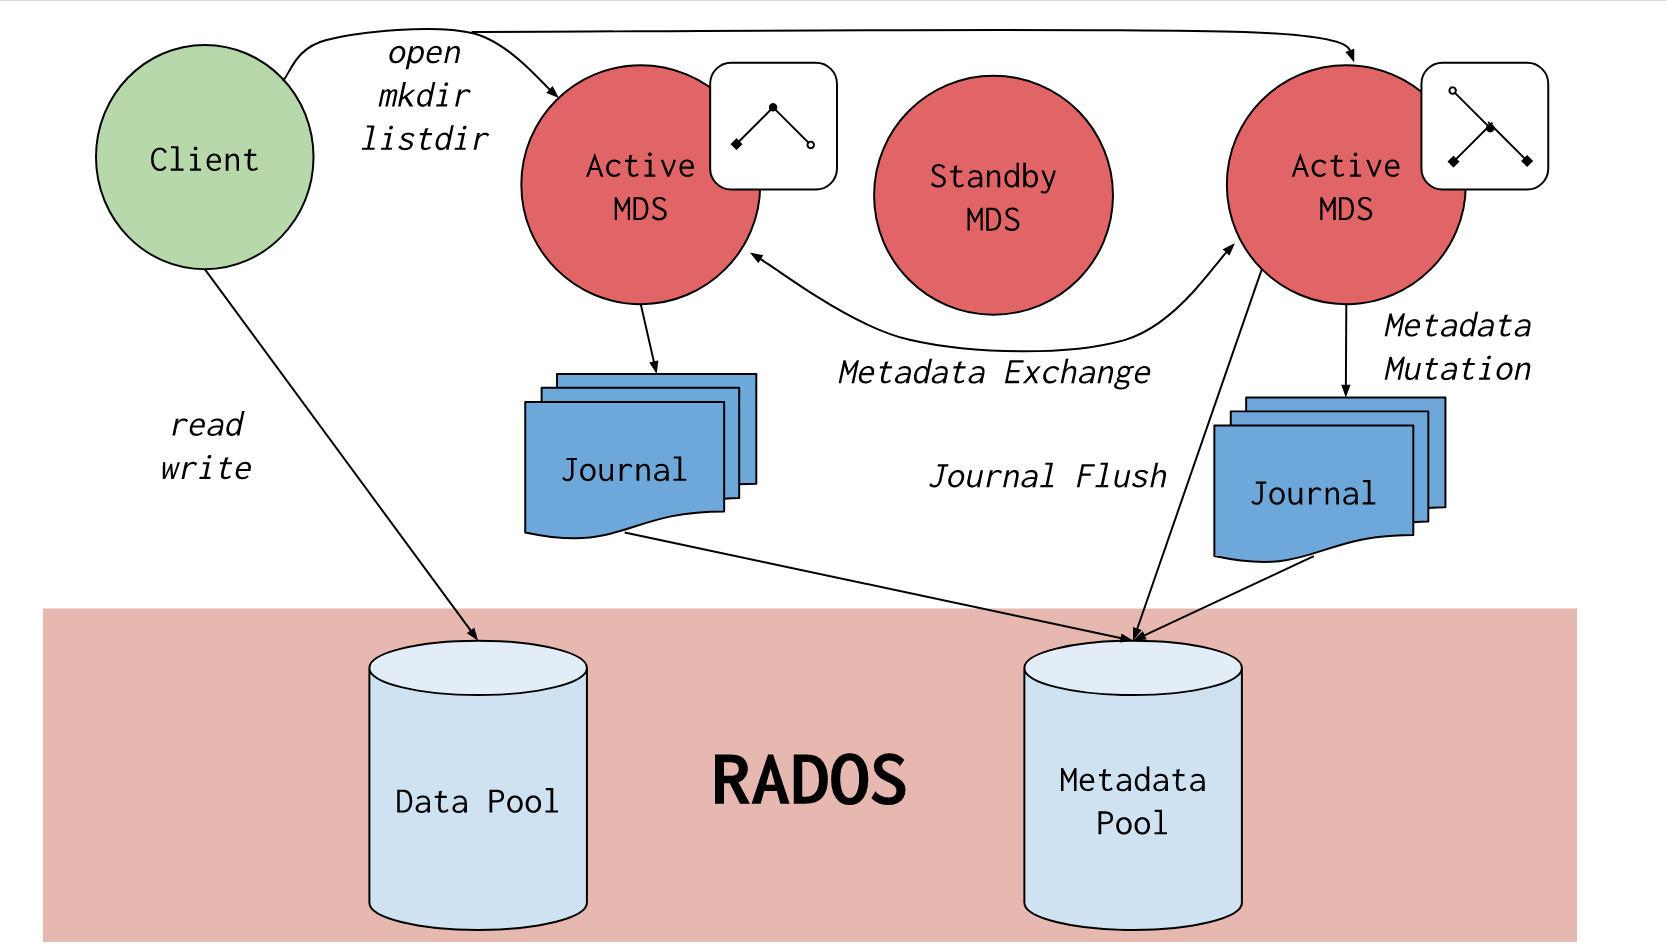 open
mkdir
listdir
Client
Active
MDS
Standby
MDS
Active
MDS
Metadata
Mutation
Metadata Exchange
read
write
Journal
Journal Flush
Journal
RADOS
Data Pool
Metadata
Pool